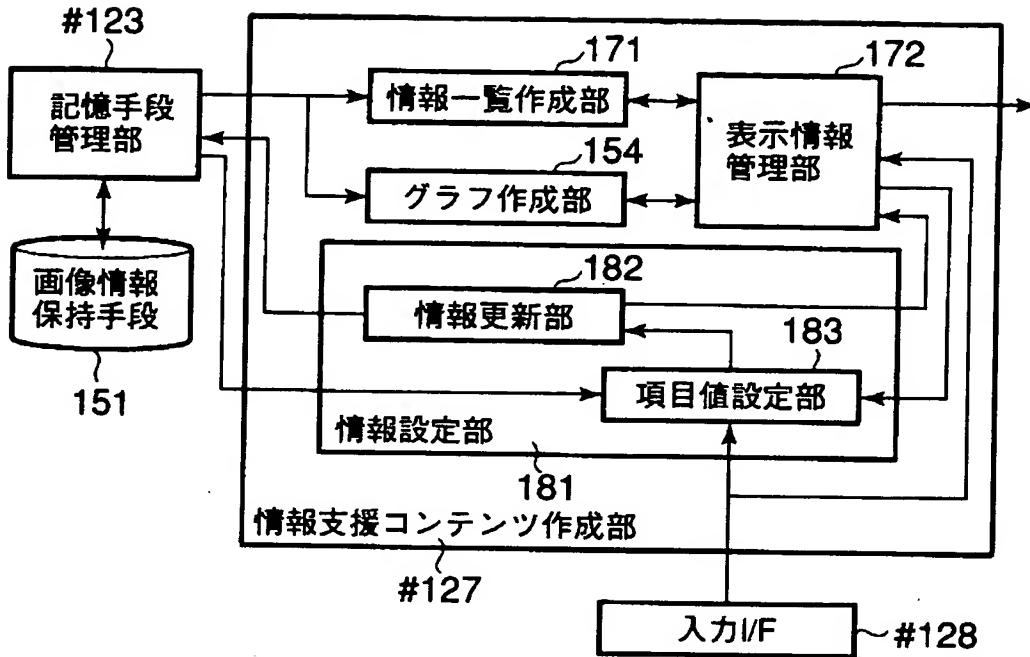 #123
記憶手段
管理部
画像情報
保持手段
151
171
情報一覧作成部
154
グラフ作成部
172
表示情報
管理部
182
情報更新部
183
項目値設定部
情報設定部
181
情報支援コンテンツ作成部
#127
入力I/F
#128